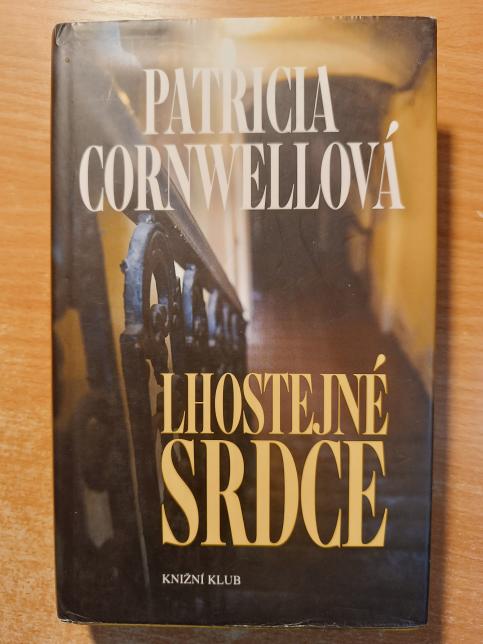 PATRICIA
CORNWELLOVÁ
LHOSTEJNÉ
SRDCE
KNIŽNÍ KLUB